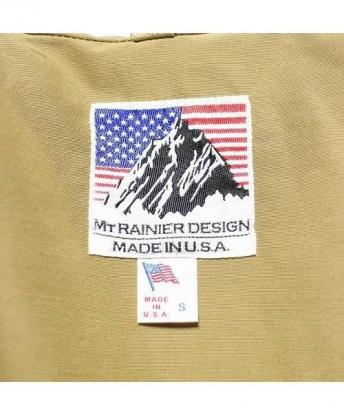 MT RAINIER DESIGN
MADE IN U.S.A.
MADE
IN
U.S.A.
S